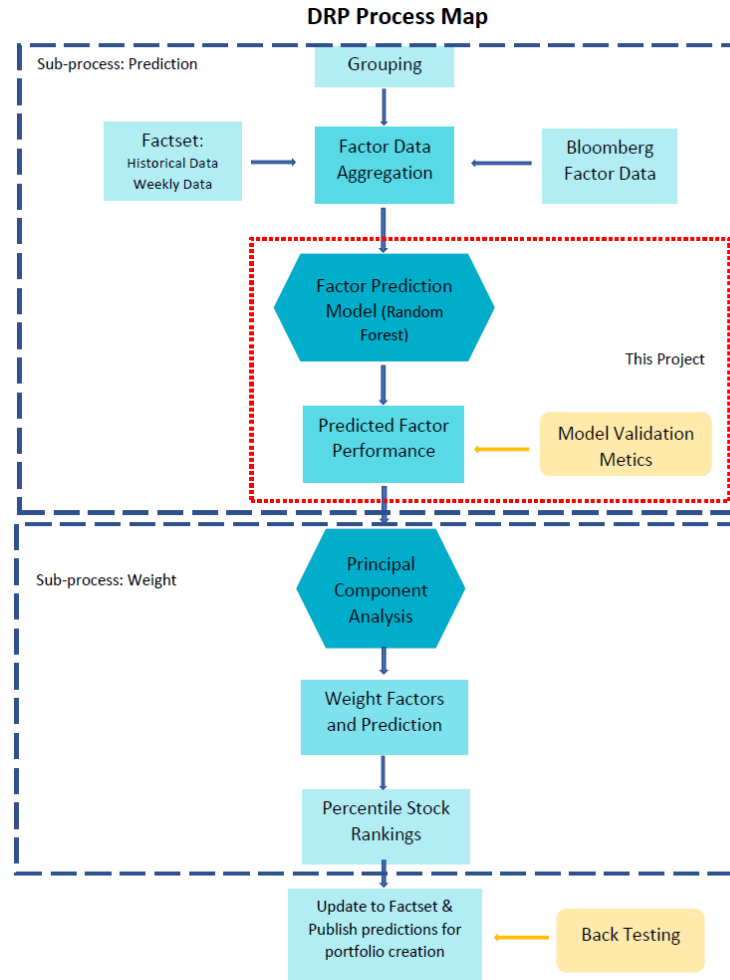 DRP Process Map
Sub-process: Prediction
Grouping
Factset:
Historical Data
Weekly Data
Factor Data
Aggregation
Bloomberg
Factor Data
Factor Prediction
Model (Random
Forest)
This Project
Predicted Factor
Performance
Model Validation
Metics
Sub-process: Weight
Principal
Component
Analysis
Weight Factors
and Prediction
Percentile Stock
Rankings
Update to Factset &
Publish predictions for
portfolio creation
Back Testing